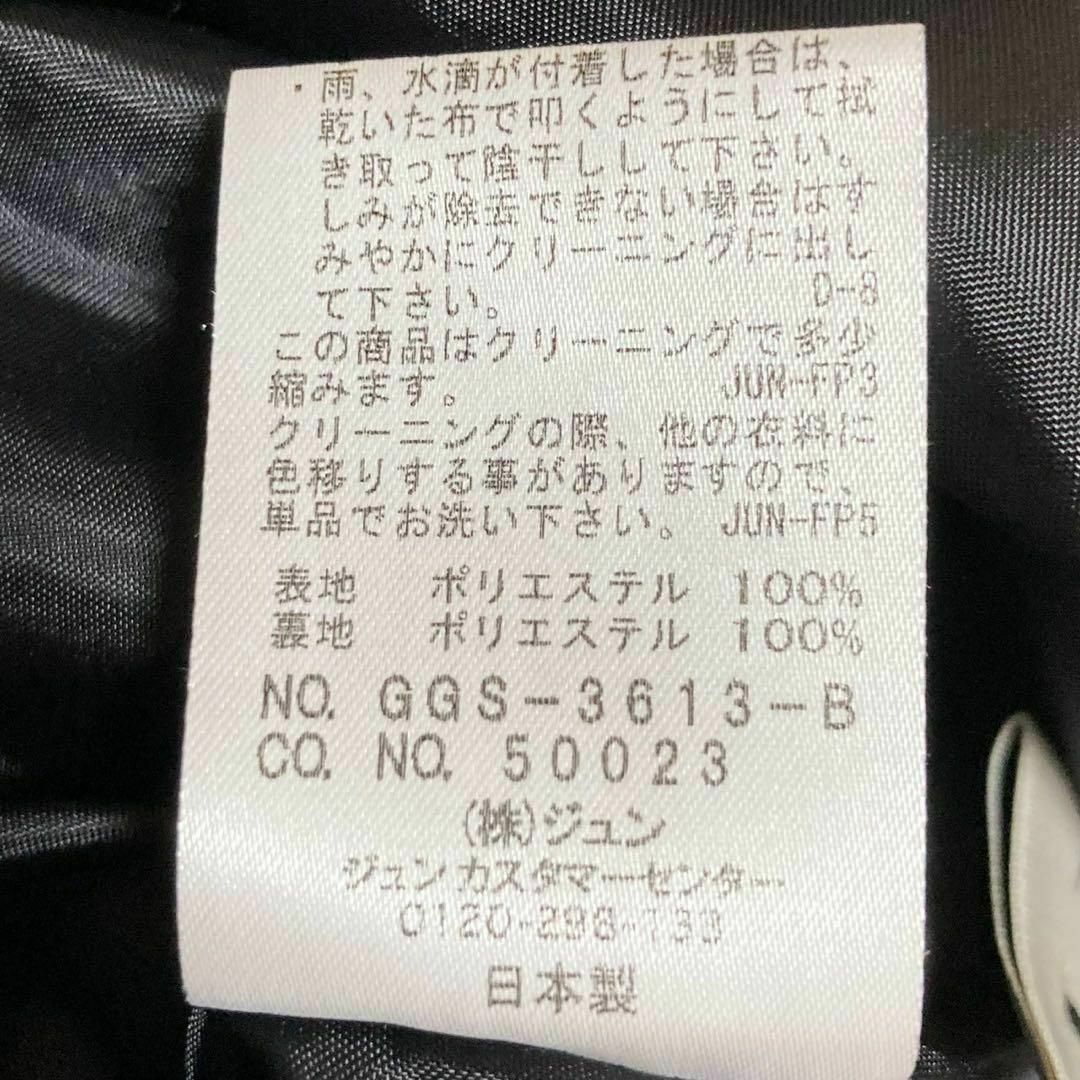 ・雨、水滴が付着した場合は、
乾いた布で叩くようにして拭
き取って陰干しして下さい。
しみが除去できない場合はす
みやかにクリーニングに出し
て下さい。 D-8
この商品はクリーニングで多少
縮みます。 JUN-FP3
クリーニングの際、他の衣料に
色移りする事がありますので、
単品でお洗い下さい。 JUN-FP5
表地 ポリエステル 100%
裏地 ポリエステル 100%
NO. GGS-3613-B
CO. NO. 50023
(株)ジュン
ジュンカスタマーセンター
0120-298-133
日本製